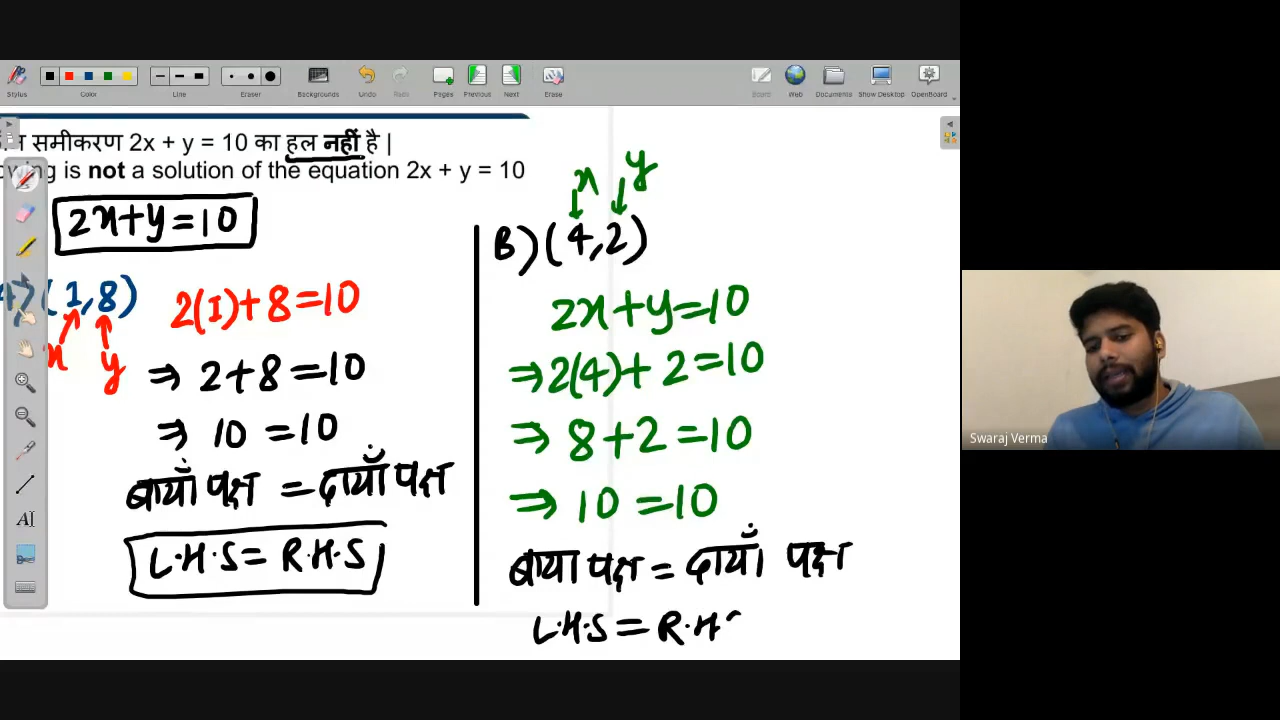 Stylus Color Line Eraser Backgrounds Undo Redo Pages Previous Next Erase Board Web Documents Show Desktop OpenBoard
समीकरण 2x + y = 10 का हल नहीं है |
owing is not a solution of the equation 2x + y = 10
2x+y=10
A) (1,8)
x y
2(1)+8=10
⇒ 2+8=10
⇒ 10=10
बायाँ पक्ष = दायाँ पक्ष
L.H.S = R.H.S
x y
B) (4,2)
2x+y=10
⇒2(4)+2=10
⇒ 8+2=10
⇒ 10=10
बाया पक्ष = दायाँ पक्ष
L.H.S = R.H
Swaraj Verma